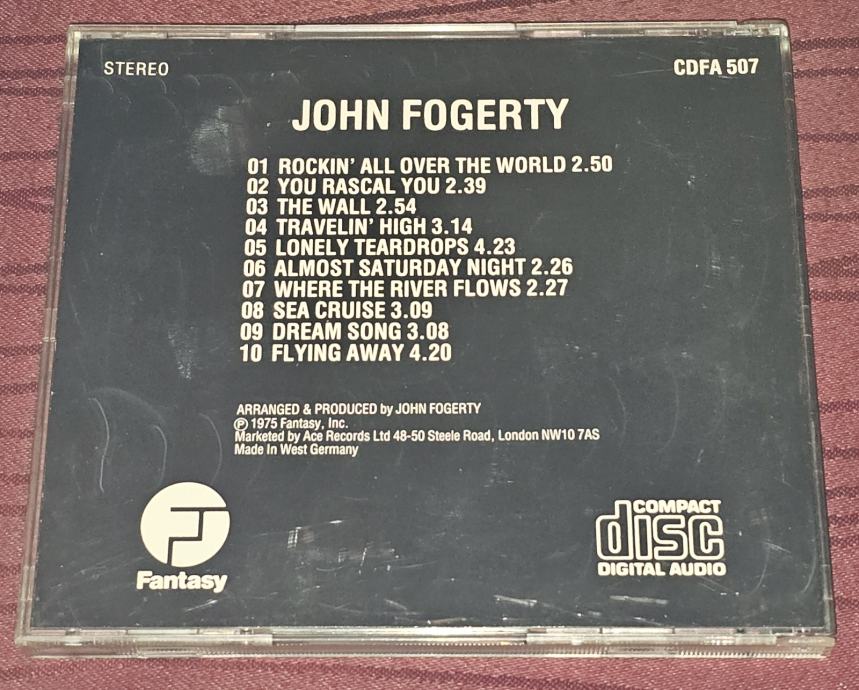 STEREO
CDFA 507
JOHN FOGERTY
01 ROCKIN' ALL OVER THE WORLD 2.50
02 YOU RASCAL YOU 2.39
03 THE WALL 2.54
04 TRAVELIN' HIGH 3.14
05 LONELY TEARDROPS 4.23
06 ALMOST SATURDAY NIGHT 2.26
07 WHERE THE RIVER FLOWS 2.27
08 SEA CRUISE 3.09
09 DREAM SONG 3.08
10 FLYING AWAY 4.20
ARRANGED & PRODUCED by JOHN FOGERTY
℗ 1975 Fantasy, Inc.
Marketed by Ace Records Ltd 48-50 Steele Road, London NW10 7AS
Made In West Germany
Fantasy
COMPACT
disc
DIGITAL AUDIO